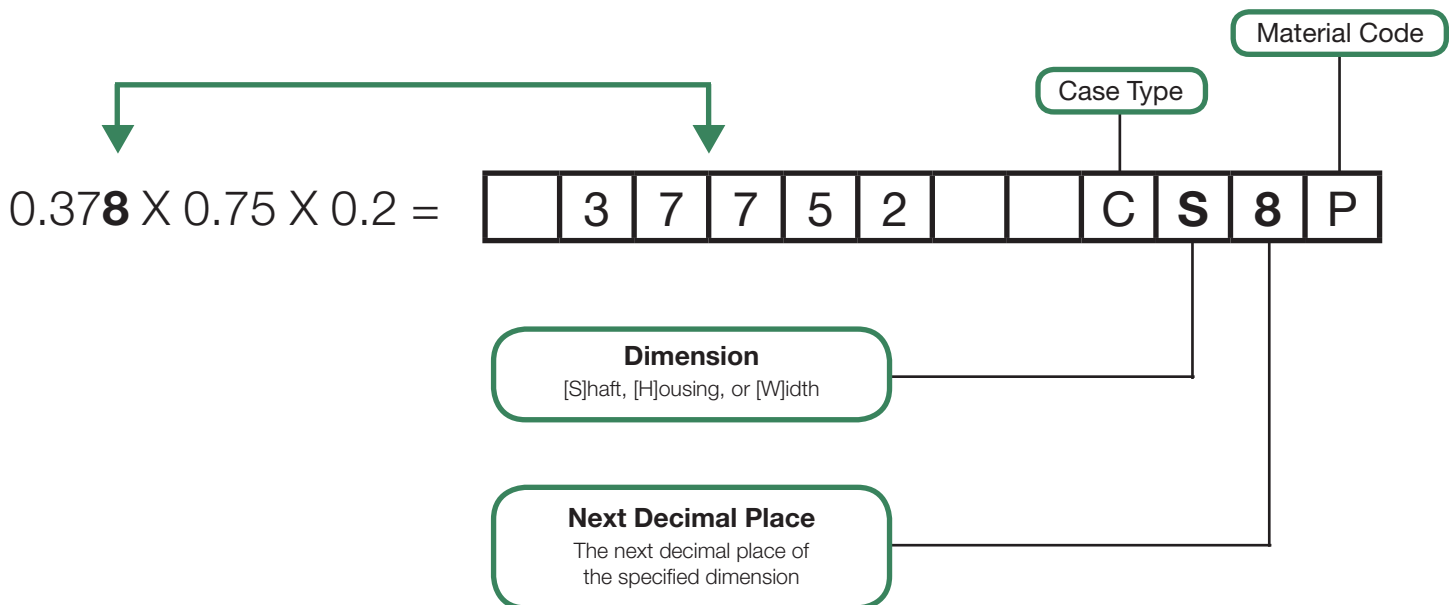 Material Code
Case Type
0.378 X 0.75 X 0.2 = 3 7 7 5 2 C S 8 P
Dimension
[S]haft, [H]ousing, or [W]idth
Next Decimal Place
The next decimal place of
the specified dimension